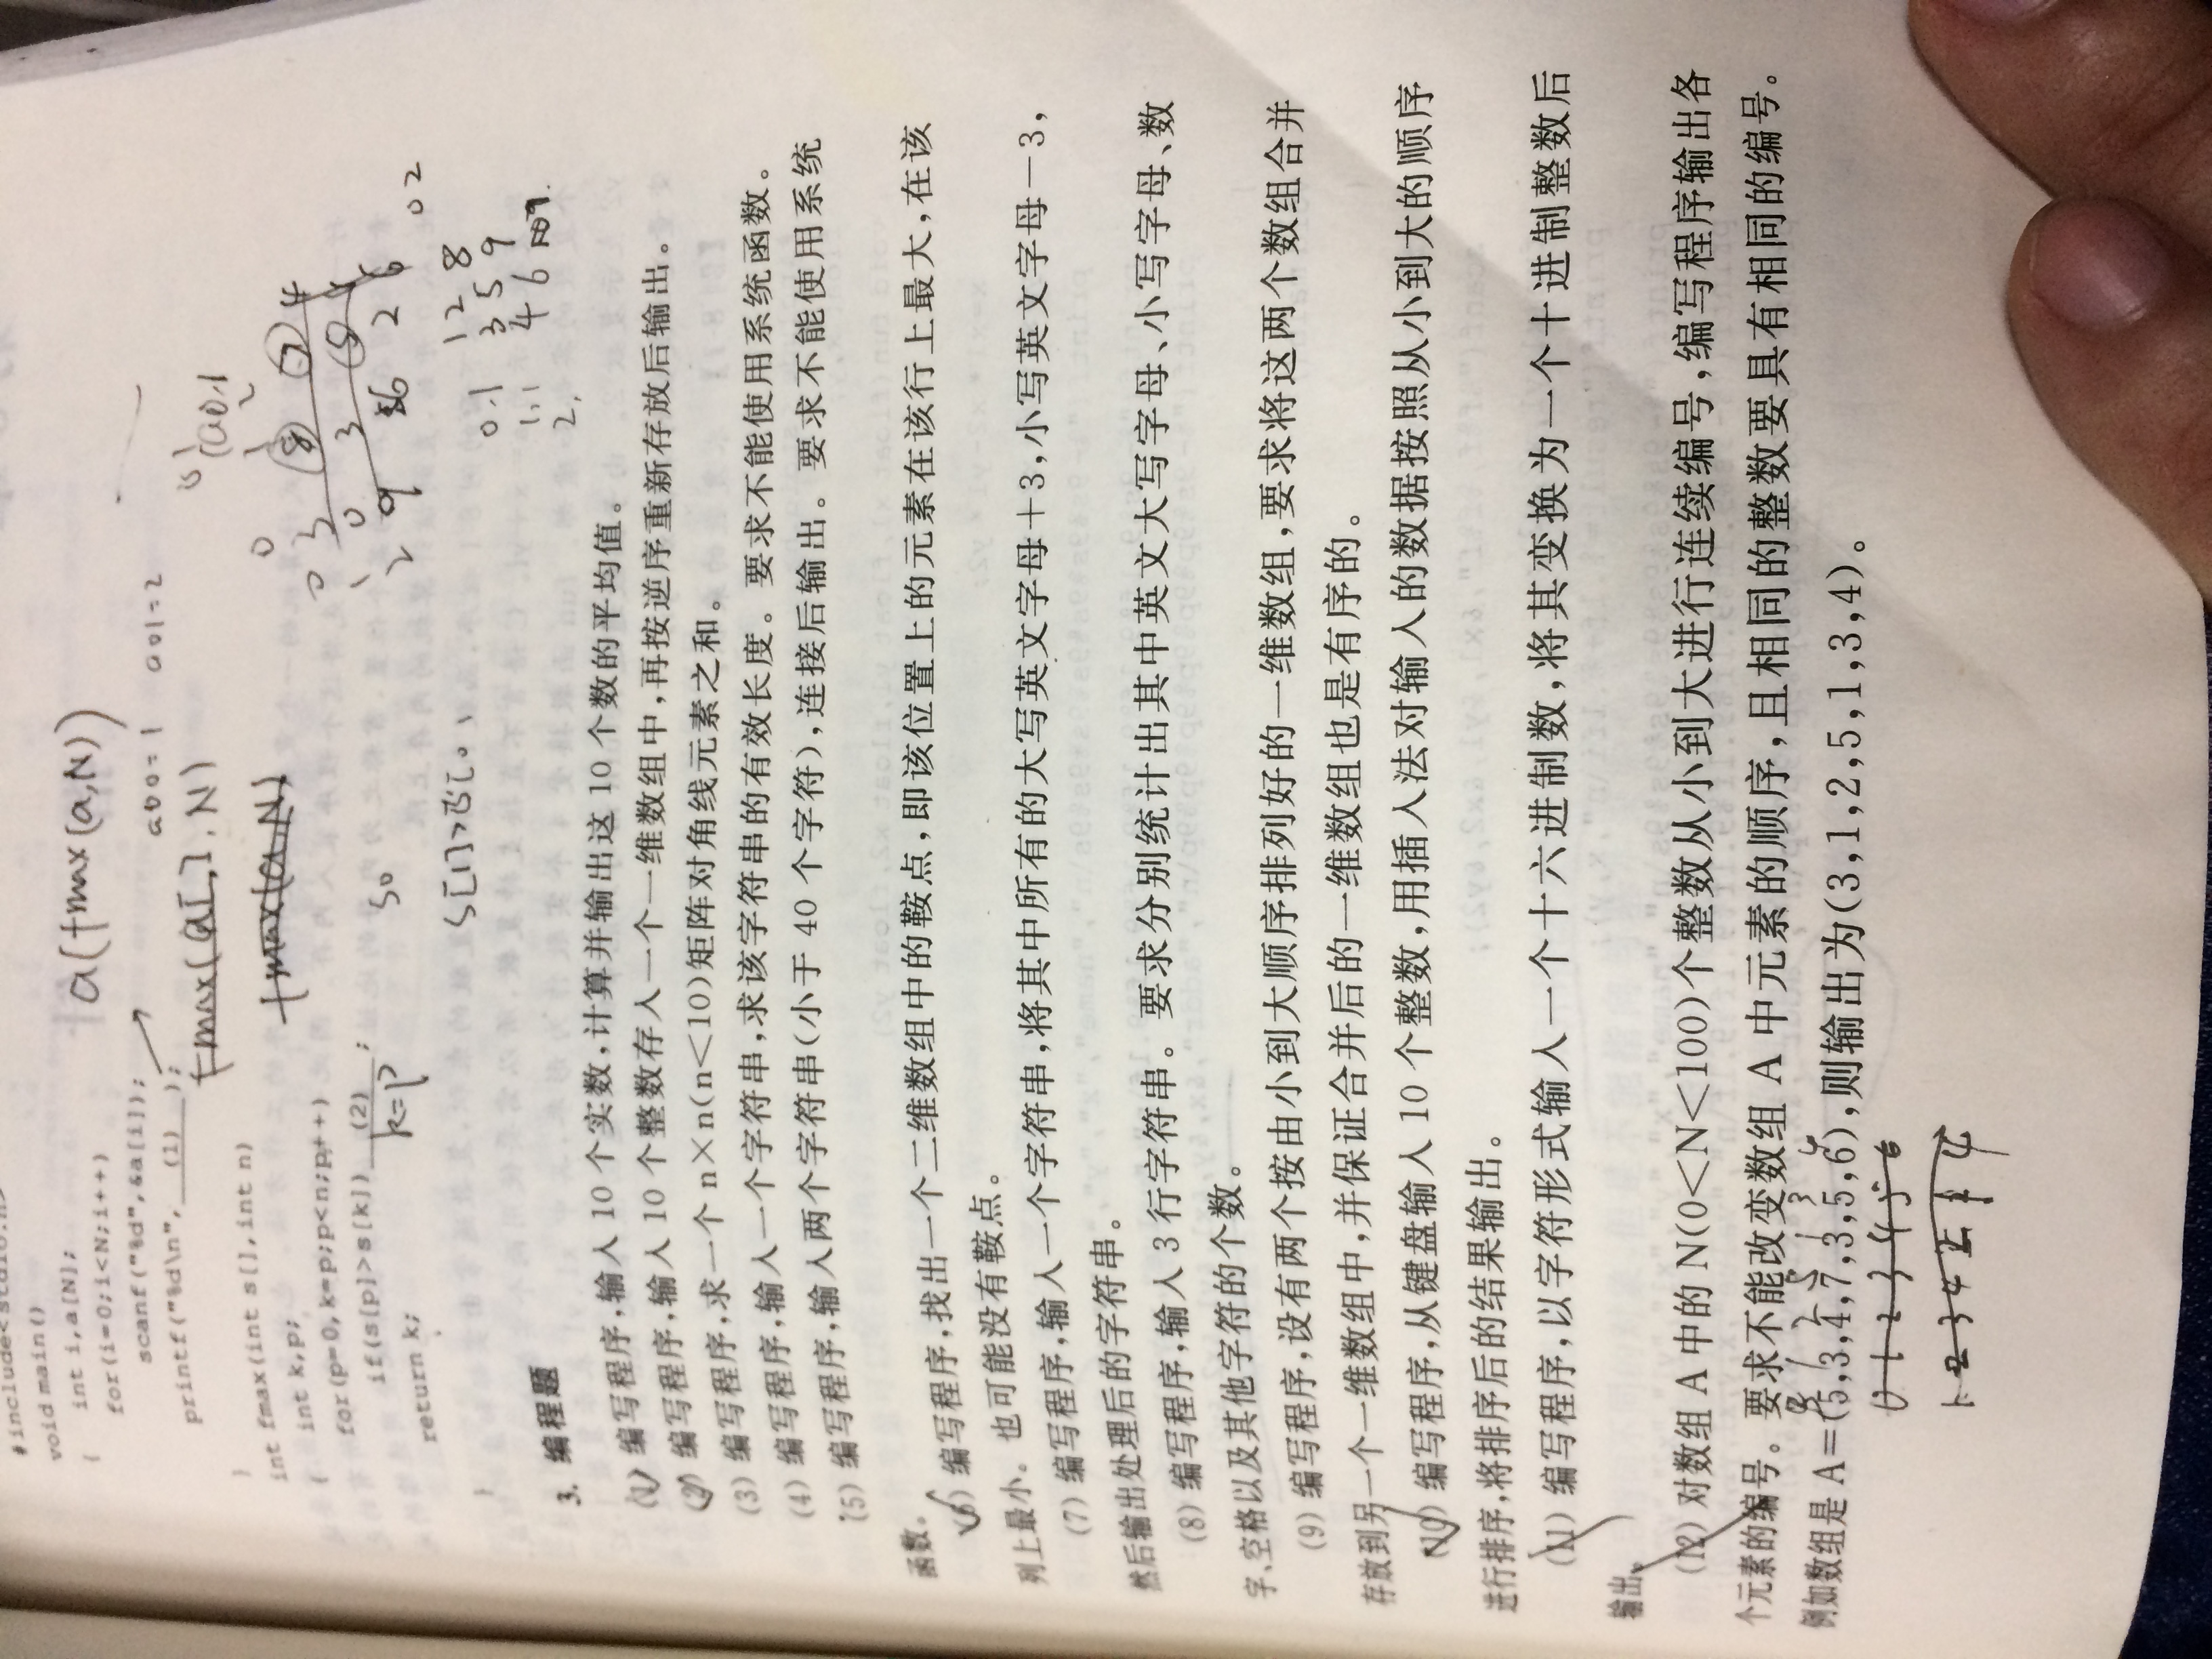 #include<stdio.h>
void main()
{ int i,a[N];
for(i=0;i<N;i++)
scanf("%d",&a[i]);
printf("%d\n",__(1)__);
}
int fmax(int s[],int n)
{ int k,p;
for(p=0,k=p;p<n;p++)
if(s[p]>s[k])__(2)__;
return k;
}
a(fmax(a,N))
fmax(a[],N)
k=p
a00=1 a01=2
3. 编程题
(1) 编写程序,输入10个实数,计算并输出这10个数的平均值。
(2) 编写程序,输入10个整数存入一个一维数组中,再按逆序重新存放后输出。
(3) 编写程序,求一个n×n(n<10)矩阵对角线元素之和。
(4) 编写程序,输入一个字符串,求该字符串的有效长度。要求不能使用系统函数。
(5) 编写程序,输入两个字符串(小于40个字符),连接后输出。要求不能使用系统
函数。
(6) 编写程序,找出一个二维数组中的鞍点,即该位置上的元素在该行上最大,在该
列上最小。也可能没有鞍点。
(7) 编写程序,输入一个字符串,将其中所有的大写英文字母+3,小写英文字母-3,
然后输出处理后的字符串。
(8) 编写程序,输入3行字符串。要求分别统计出其中英文大写字母、小写字母、数
字、空格以及其他字符的个数。
(9) 编写程序,设有两个按由小到大顺序排列好的一维数组,要求将这两个数组合并
存放到另一个一维数组中,并保证合并后的一维数组也是有序的。
(10) 编写程序,从键盘输入10个整数,用插入法对输入的数据按照从小到大的顺序
进行排序,将排序后的结果输出。
(11) 编写程序,以字符形式输入一个十六进制数,将其变换为一个十进制整数后
输出。
(12) 对数组A中的N(0<N<100)个整数从小到大进行连续编号,编写程序输出各
个元素的编号。要求不能改变数组A中元素的顺序,且相同的整数要具有相同的编号。
例如数组是A=(5,3,4,7,3,5,6),则输出为(3,1,2,5,1,3,4)。